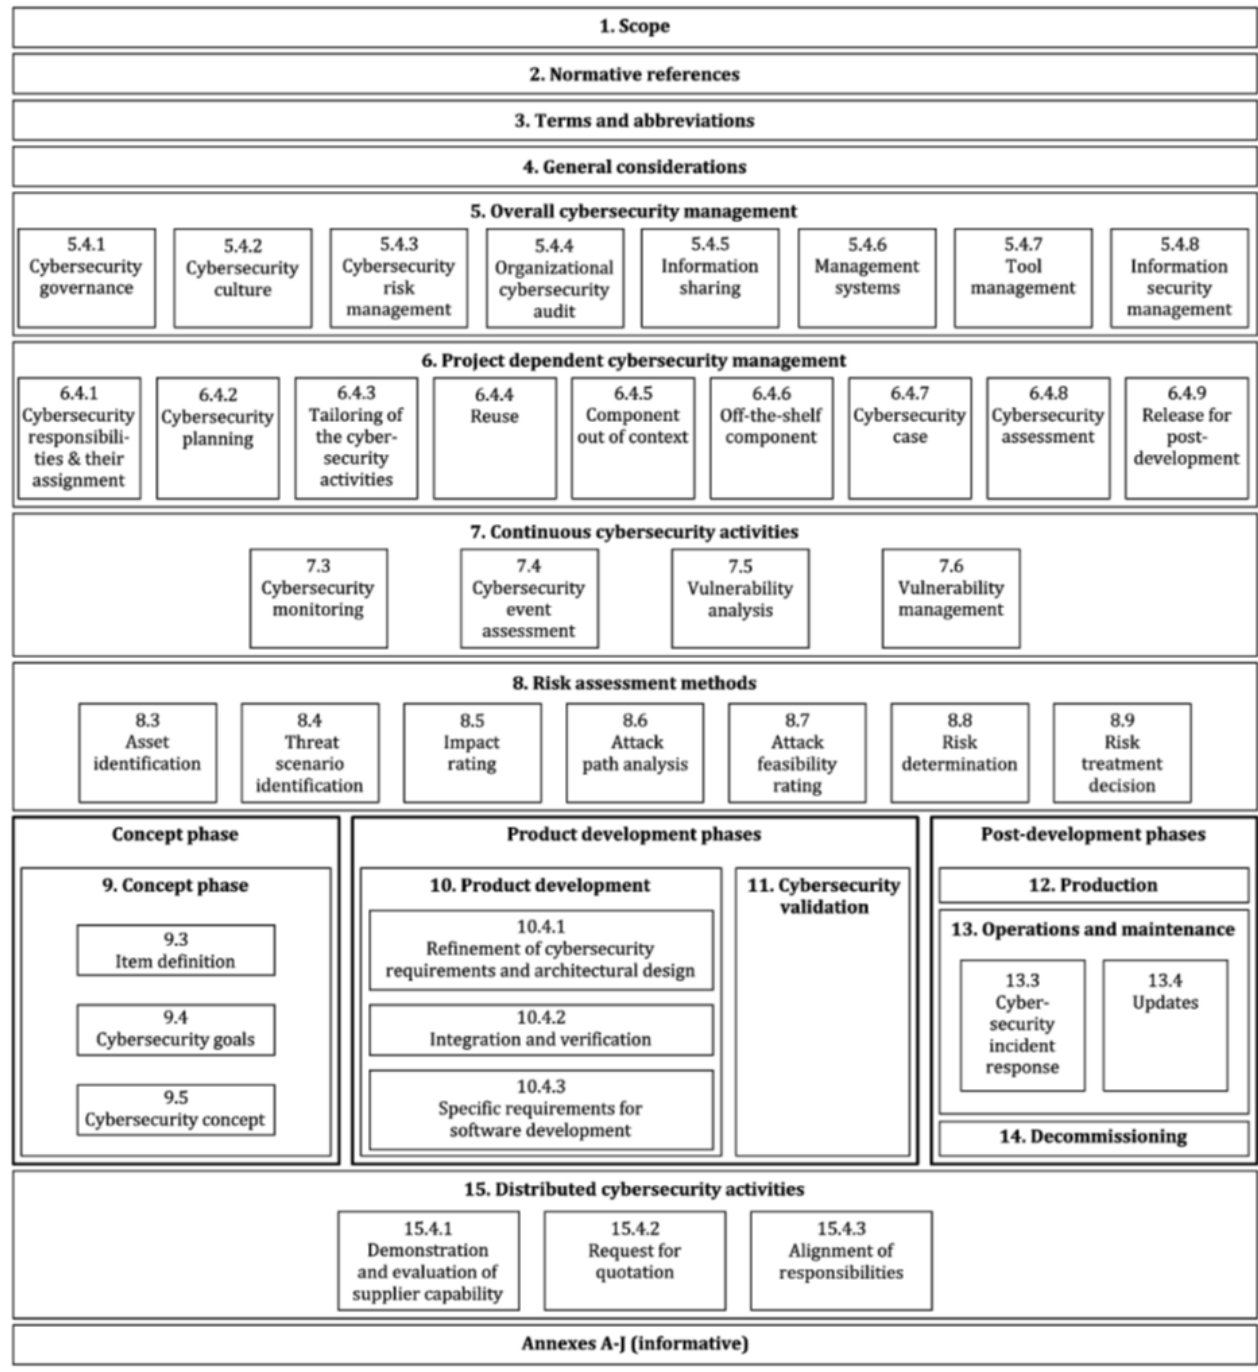 1. Scope
2. Normative references
3. Terms and abbreviations
4. General considerations
5. Overall cybersecurity management
5.4.1
Cybersecurity
governance
5.4.2
Cybersecurity
culture
5.4.3
Cybersecurity
risk
management
5.4.4
Organizational
cybersecurity
audit
5.4.5
Information
sharing
5.4.6
Management
systems
5.4.7
Tool
management
5.4.8
Information
security
management
6. Project dependent cybersecurity management
6.4.1
Cybersecurity
responsibili-
ties & their
assignment
6.4.2
Cybersecurity
planning
6.4.3
Tailoring of
the cyber-
security
activities
6.4.4
Reuse
6.4.5
Component
out of context
6.4.6
Off-the-shelf
component
6.4.7
Cybersecurity
case
6.4.8
Cybersecurity
assessment
6.4.9
Release for
post-
development
7. Continuous cybersecurity activities
7.3
Cybersecurity
monitoring
7.4
Cybersecurity
event
assessment
7.5
Vulnerability
analysis
7.6
Vulnerability
management
8. Risk assessment methods
8.3
Asset
identification
8.4
Threat
scenario
identification
8.5
Impact
rating
8.6
Attack
path analysis
8.7
Attack
feasibility
rating
8.8
Risk
determination
8.9
Risk
treatment
decision
Concept phase
9. Concept phase
9.3
Item definition
9.4
Cybersecurity goals
9.5
Cybersecurity concept
Product development phases
10. Product development
10.4.1
Refinement of cybersecurity
requirements and architectural design
10.4.2
Integration and verification
10.4.3
Specific requirements for
software development
11. Cybersecurity
validation
Post-development phases
12. Production
13. Operations and maintenance
13.3
Cyber-
security
incident
response
13.4
Updates
14. Decommissioning
15. Distributed cybersecurity activities
15.4.1
Demonstration
and evaluation of
supplier capability
15.4.2
Request for
quotation
15.4.3
Alignment of
responsibilities
Annexes A-J (informative)